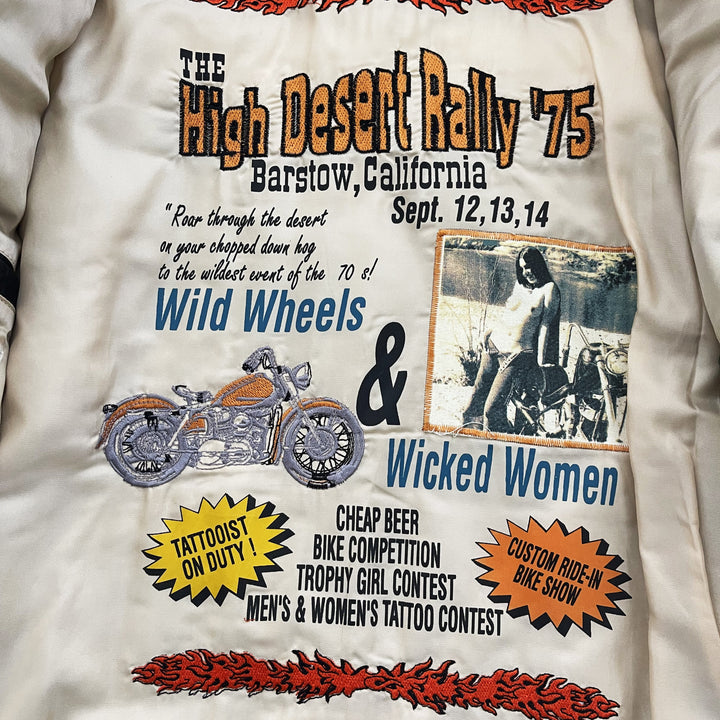 THE
High Desert Rally '75
Barstow, California
Sept. 12, 13, 14
"Roar through the desert
on your chopped down hog
to the wildest event of the 70 s!
Wild Wheels
&
Wicked Women
TATTOOIST
ON DUTY !
CHEAP BEER
BIKE COMPETITION
TROPHY GIRL CONTEST
MEN'S & WOMEN'S TATTOO CONTEST
CUSTOM RIDE-IN
BIKE SHOW